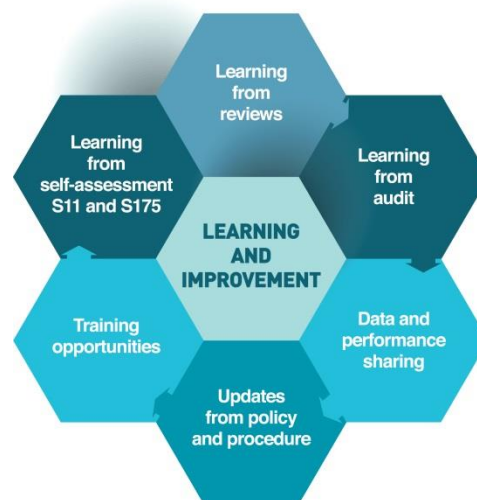 Learning
from
reviews
Learning
from
audit
Data and
performance
sharing
Updates
from policy
and procedure
Training
opportunities
Learning
from
self-assessment
S11 and S175
LEARNING
AND
IMPROVEMENT